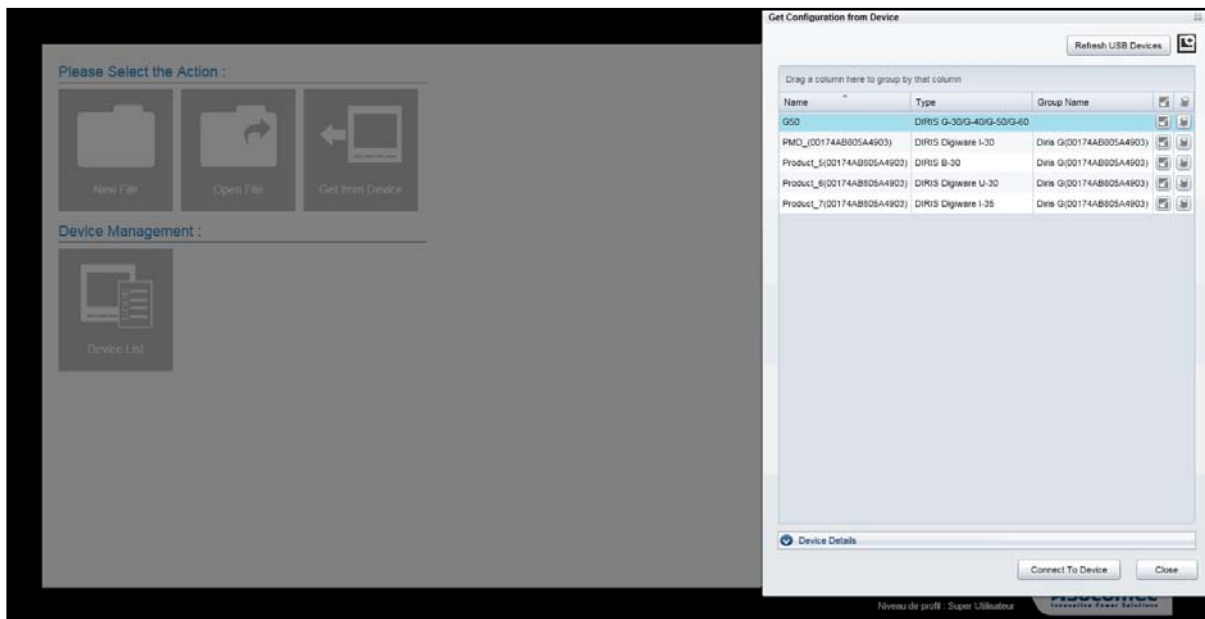 Get Configuration from Device
Refresh USB Devices
Please Select the Action :
New File
Open File
Get from Device
Device Management :
Device List
Drag a column here to group by that column
Name Type Group Name
G50 DIRIS G-30/G-40/G-50/G-60
PMD_(00174AB805A4903) DIRIS Digiware I-30 Diris G(00174AB805A4903)
Product_5(00174AB805A4903) DIRIS B-30 Diris G(00174AB805A4903)
Product_6(00174AB805A4903) DIRIS Digiware U-30 Diris G(00174AB805A4903)
Product_7(00174AB805A4903) DIRIS Digiware I-35 Diris G(00174AB805A4903)
Device Details
Connect To Device
Close
Niveau de profil : Super Utilisateur
Innovative Power Solutions